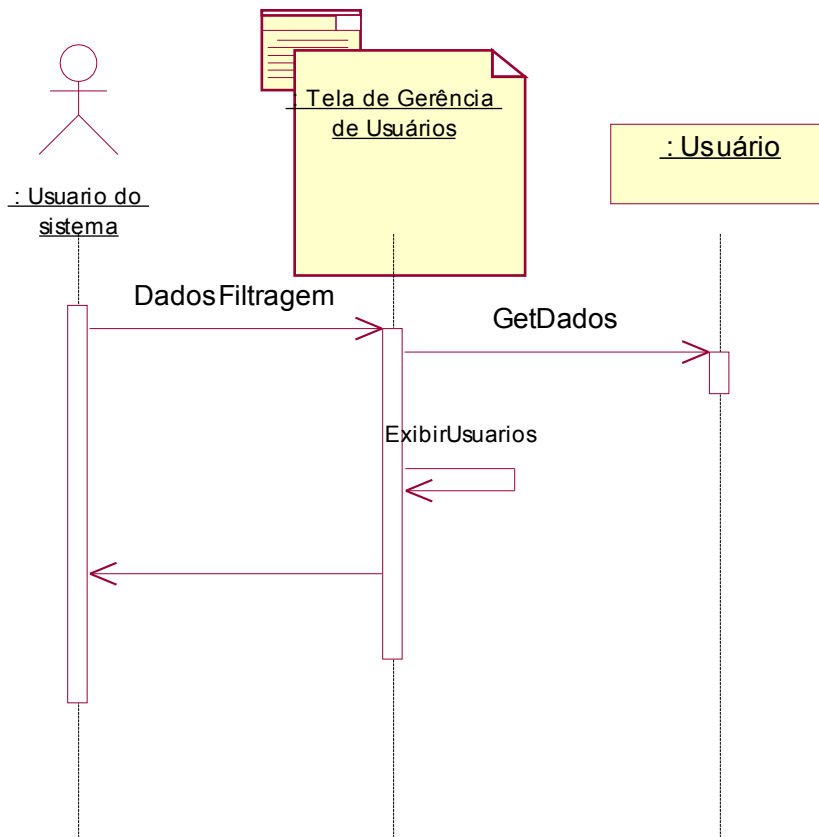 : Tela de Gerência
de Usuários
: Usuário
: Usuario do
sistema
DadosFiltragem
GetDados
ExibirUsuarios